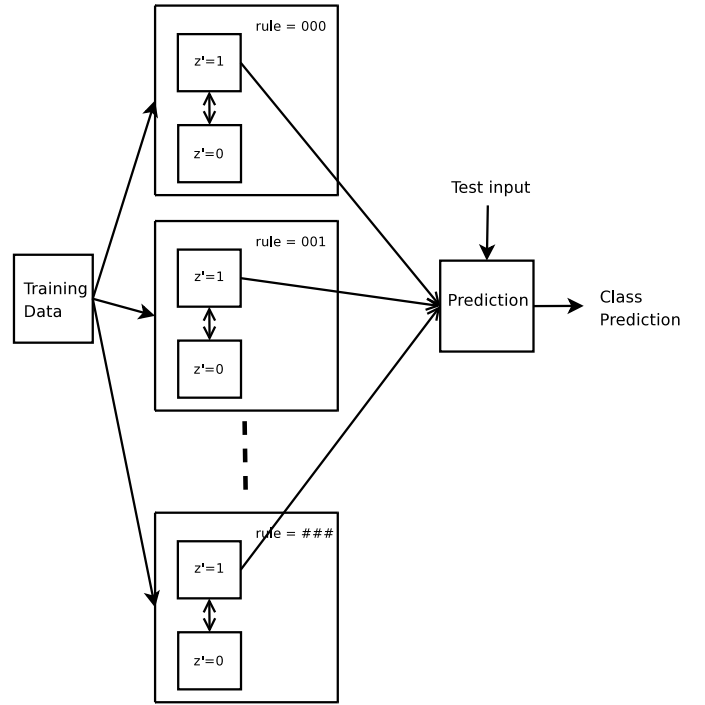 rule = 000
z'=1
z'=0
Test input
rule = 001
z'=1
z'=0
Training
Data
Prediction
Class
Prediction
rule = ###
z'=1
z'=0